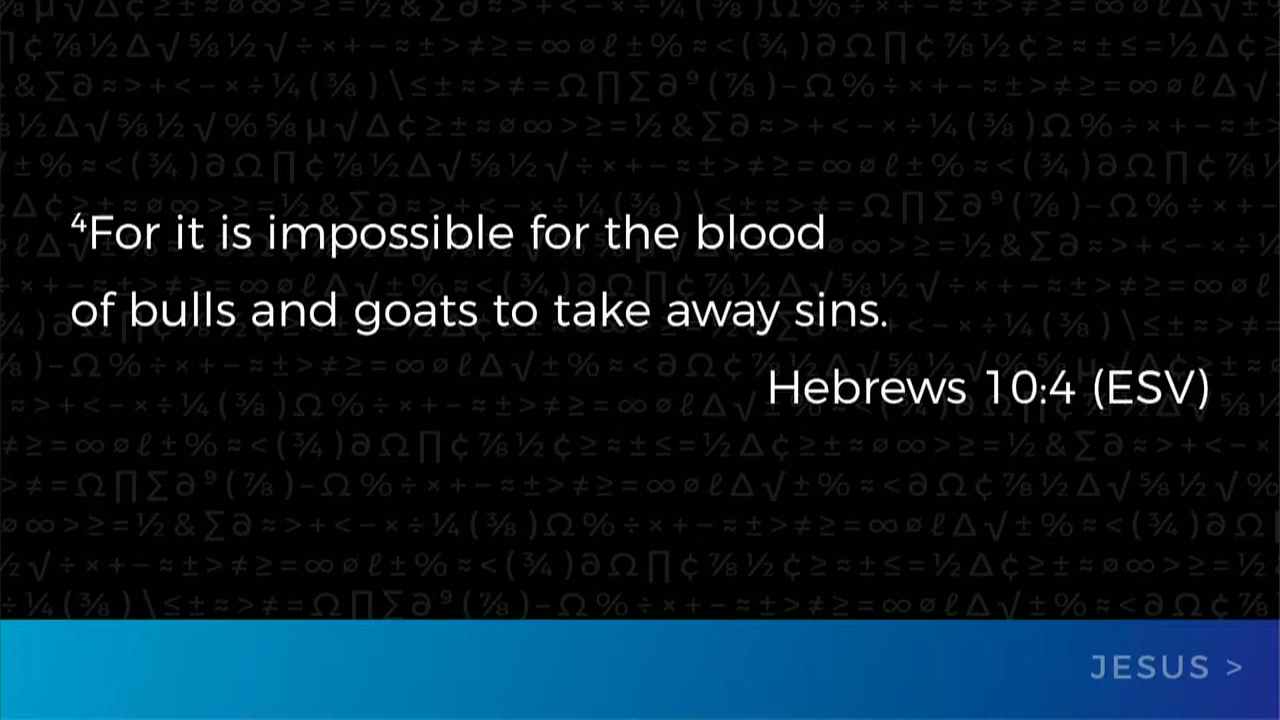 ⁴For it is impossible for the blood
of bulls and goats to take away sins.
Hebrews 10:4 (ESV)
JESUS >